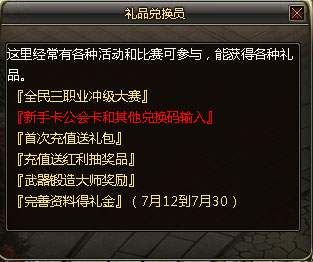 礼品兑换员
这里经常有各种活动和比赛可参与，能获得各种礼
品。
『全民三职业冲级大赛』
『新手卡公会卡和其他兑换码输入』
『首次充值送礼包』
『充值送红利抽奖品』
『武器锻造大师奖励』
『完善资料得礼金』（7月12到7月30）